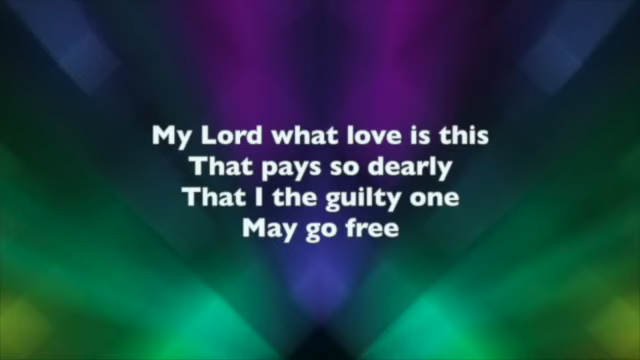 My Lord what love is this
That pays so dearly
That I the guilty one
May go free